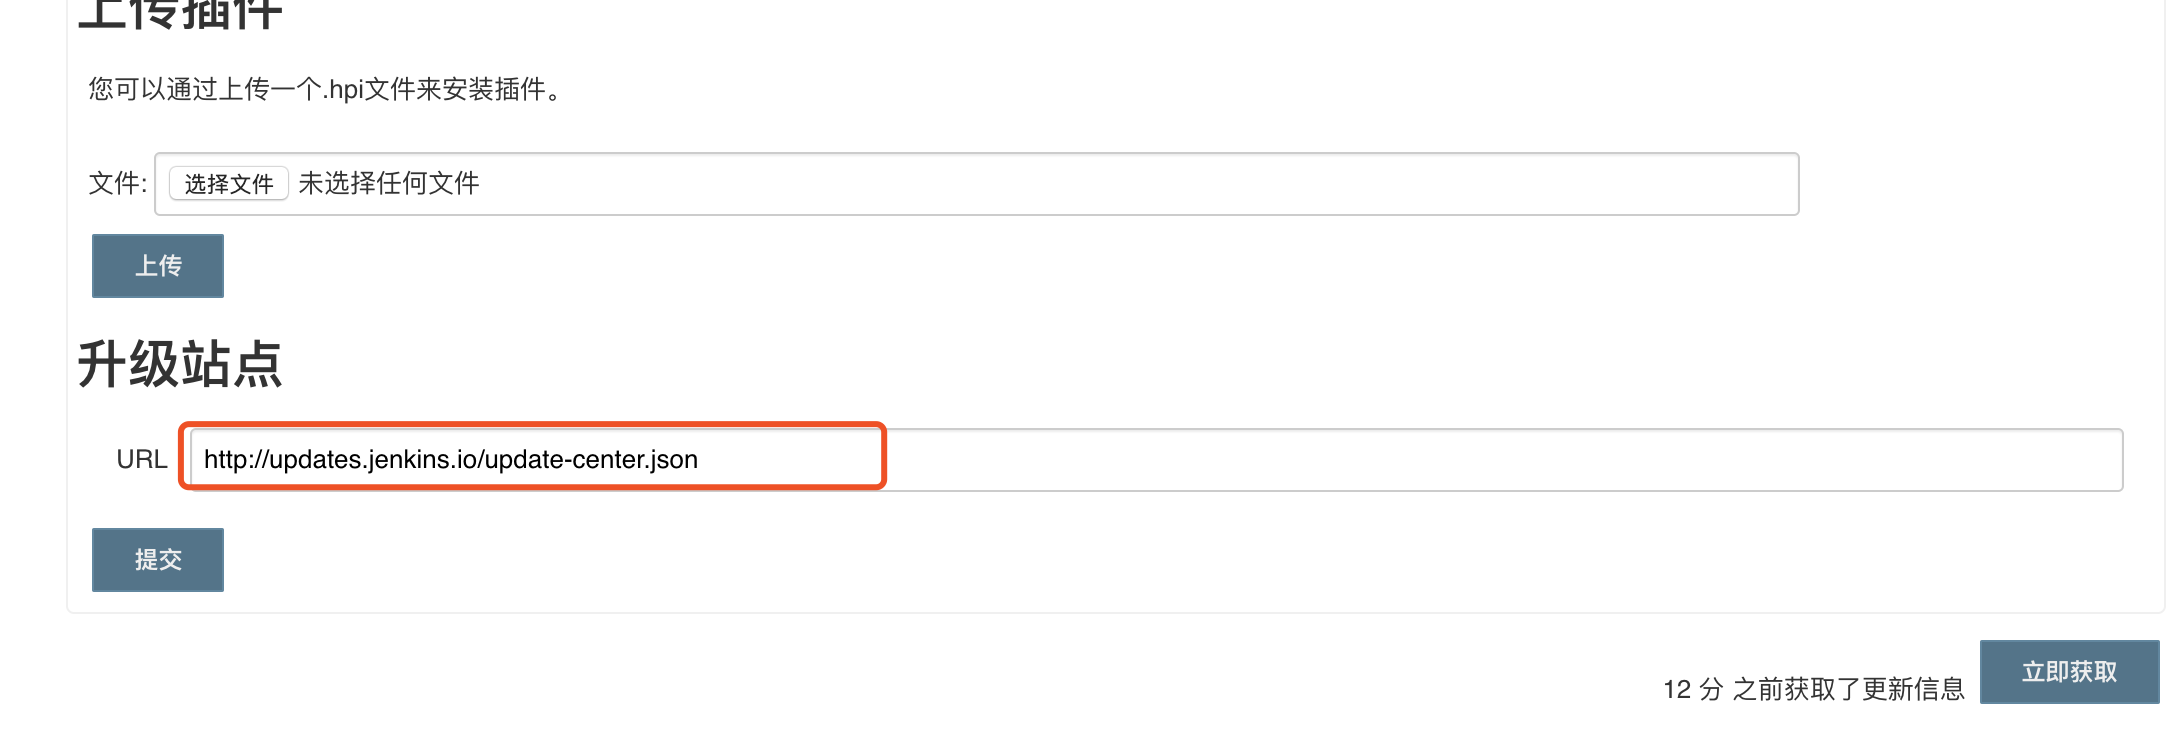 上传插件
您可以通过上传一个.hpi文件来安装插件。
文件: 选择文件 未选择任何文件
上传
升级站点
URL http://updates.jenkins.io/update-center.json
提交
12 分 之前获取了更新信息 立即获取